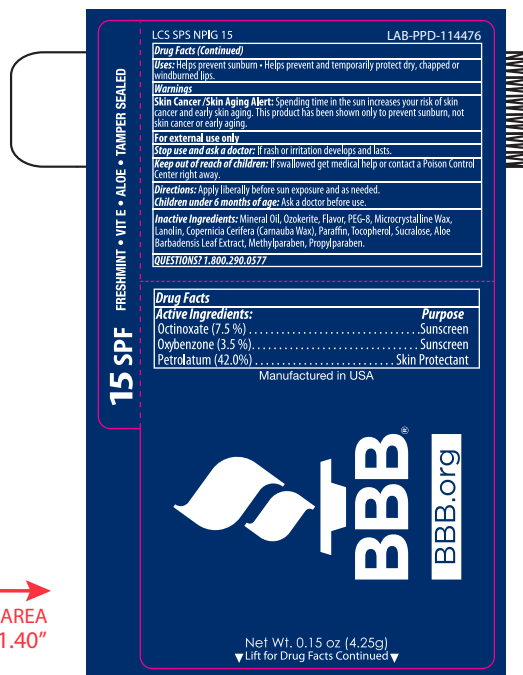 LCS SPS NPIG 15
LAB-PPD-114476
Drug Facts (Continued)
Uses: Helps prevent sunburn • Helps prevent and temporarily protect dry, chapped or
windburned lips.
Warnings
Skin Cancer /Skin Aging Alert: Spending time in the sun increases your risk of skin
cancer and early skin aging. This product has been shown only to prevent sunburn, not
skin cancer or early aging.
For external use only
Stop use and ask a doctor: If rash or irritation develops and lasts.
Keep out of reach of children: If swallowed get medical help or contact a Poison Control
Center right away.
Directions: Apply liberally before sun exposure and as needed.
Children under 6 months of age: Ask a doctor before use.
Inactive Ingredients: Mineral Oil, Ozokerite, Flavor, PEG-8, Microcrystalline Wax,
Lanolin, Copernicia Cerifera (Carnauba Wax), Paraffin, Tocopherol, Sucralose, Aloe
Barbadensis Leaf Extract, Methylparaben, Propylparaben.
QUESTIONS? 1.800.290.0577
15 SPF FRESHMINT • VIT E • ALOE • TAMPER SEALED
Drug Facts
Active Ingredients: Purpose
Octinoxate (7.5 %) . . . . . . . . . . . . . . . . . . . . . . . . . . . . . . . . Sunscreen
Oxybenzone (3.5 %). . . . . . . . . . . . . . . . . . . . . . . . . . . . . . . Sunscreen
Petrolatum (42.0%) . . . . . . . . . . . . . . . . . . . . . . . . . . Skin Protectant
Manufactured in USA
BBB®
BBB.org
AREA
1.40”
Net Wt. 0.15 oz (4.25g)
▼Lift for Drug Facts Continued▼